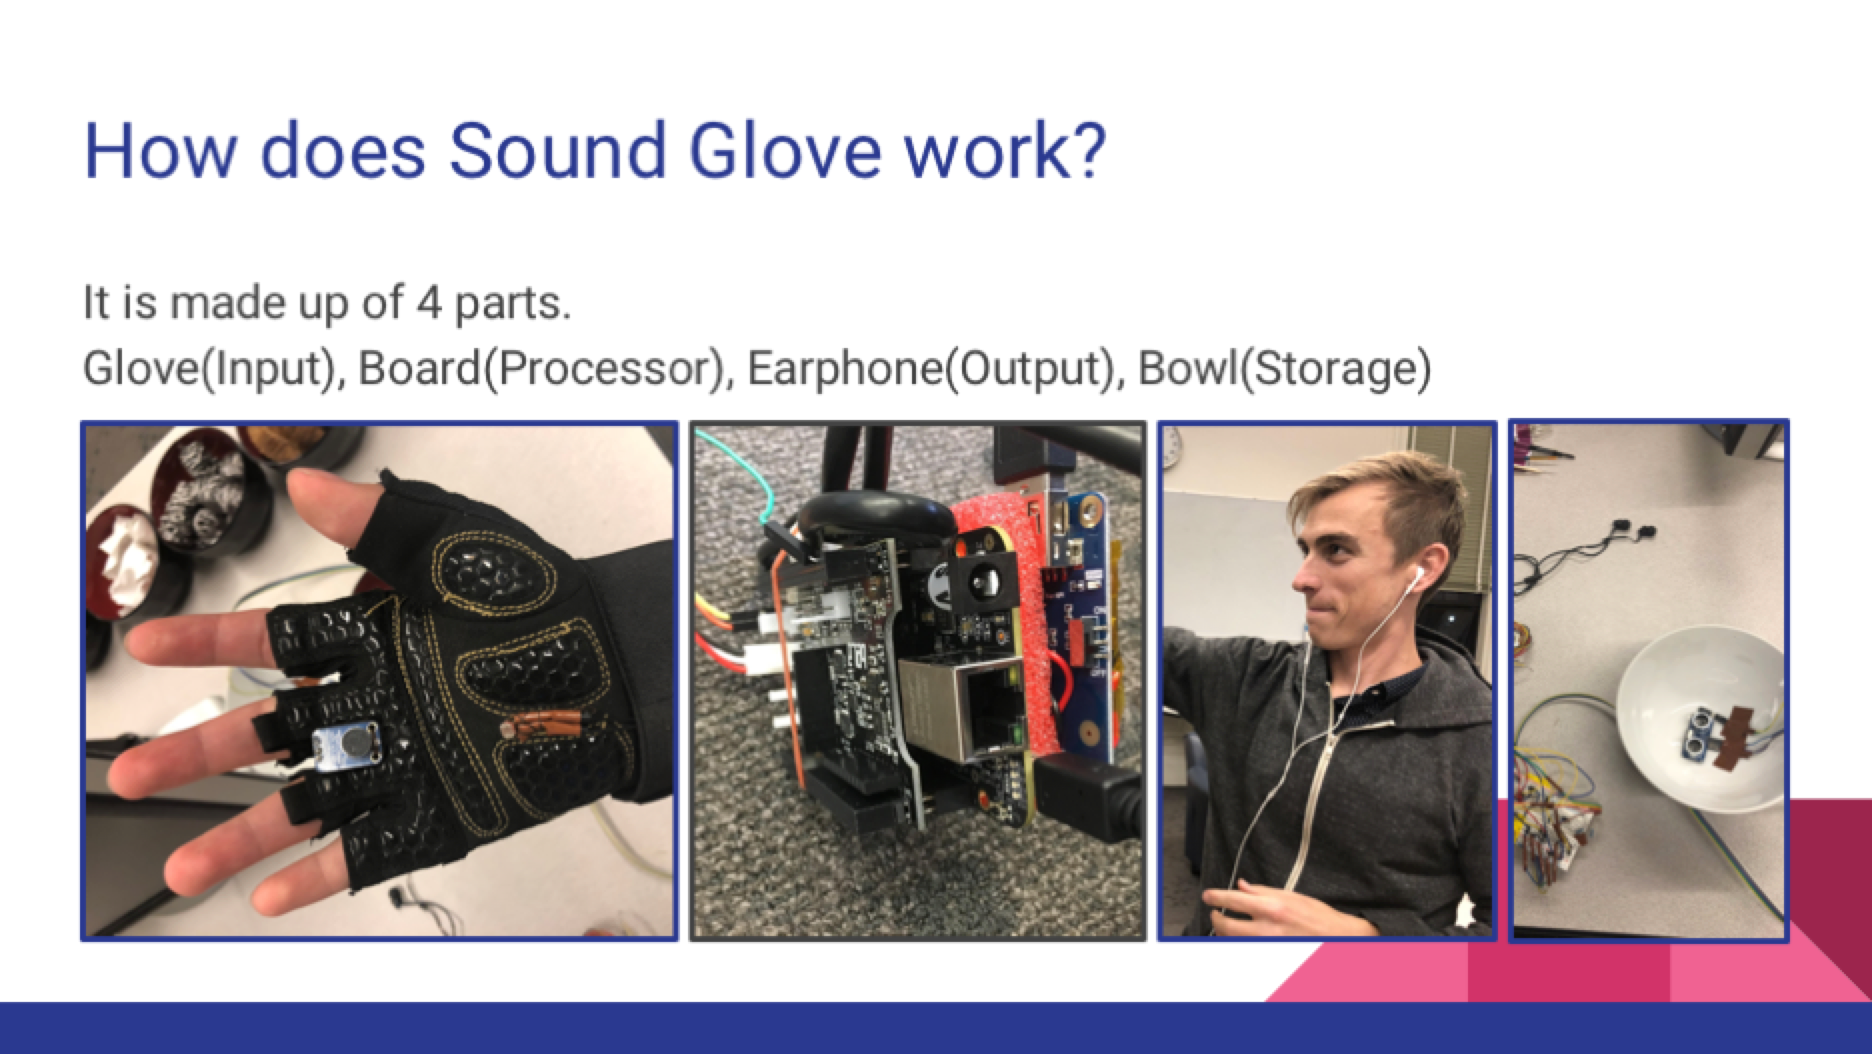 How does Sound Glove work?
It is made up of 4 parts.
Glove(Input), Board(Processor), Earphone(Output), Bowl(Storage)